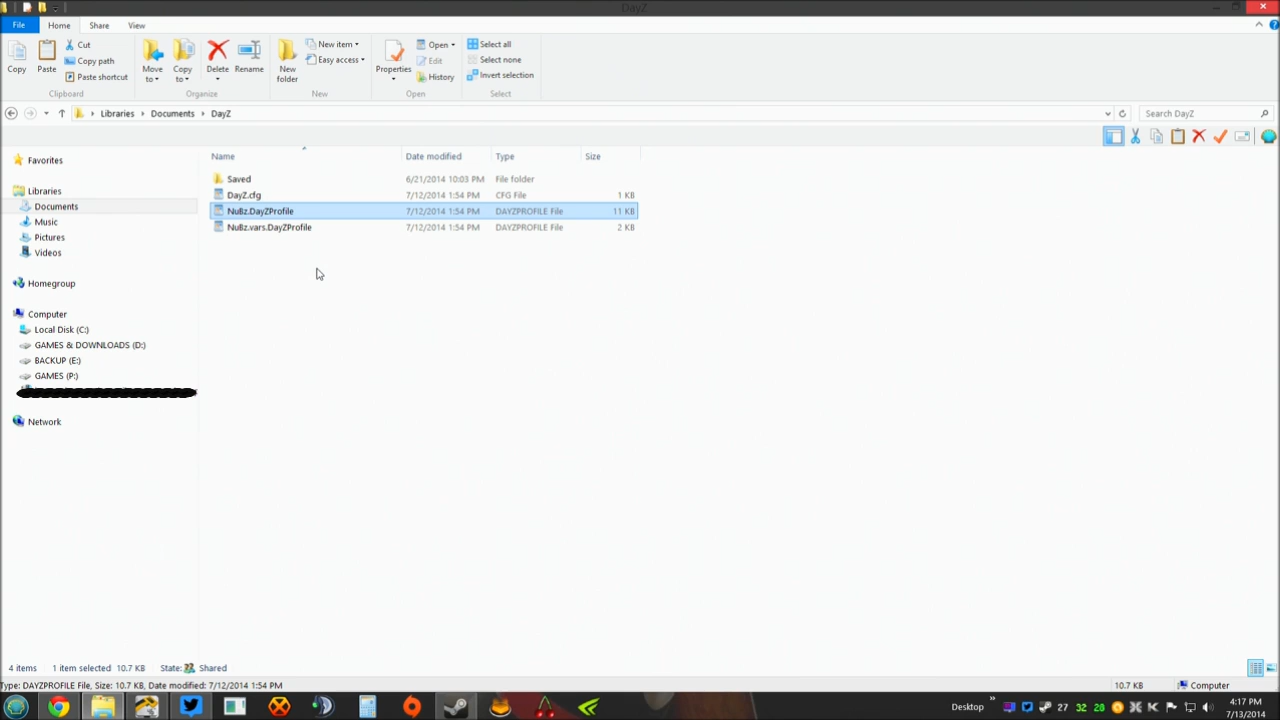 DayZ
File Home Share View
Copy
Paste
Cut
Copy path
Paste shortcut
Clipboard
Move to
Copy to
Delete
Rename
Organize
New folder
New item
Easy access
New
Properties
Open
Edit
History
Open
Select all
Select none
Invert selection
Select
Libraries Documents DayZ
Search DayZ
Name Date modified Type Size
Saved 6/21/2014 10:03 PM File folder
DayZ.cfg 7/12/2014 1:54 PM CFG File 1 KB
NuBz.DayZProfile 7/12/2014 1:54 PM DAYZPROFILE File 11 KB
NuBz.vars.DayZProfile 7/12/2014 1:54 PM DAYZPROFILE File 2 KB
Favorites
Libraries
Documents
Music
Pictures
Videos
Homegroup
Computer
Local Disk (C:)
GAMES & DOWNLOADS (D:)
BACKUP (E:)
GAMES (P:)
Network
4 items 1 item selected 10.7 KB State: Shared
Type: DAYZPROFILE File, Size: 10.7 KB, Date modified: 7/12/2014 1:54 PM 10.7 KB Computer
Desktop 27 32 28 4:17 PM
7/13/2014